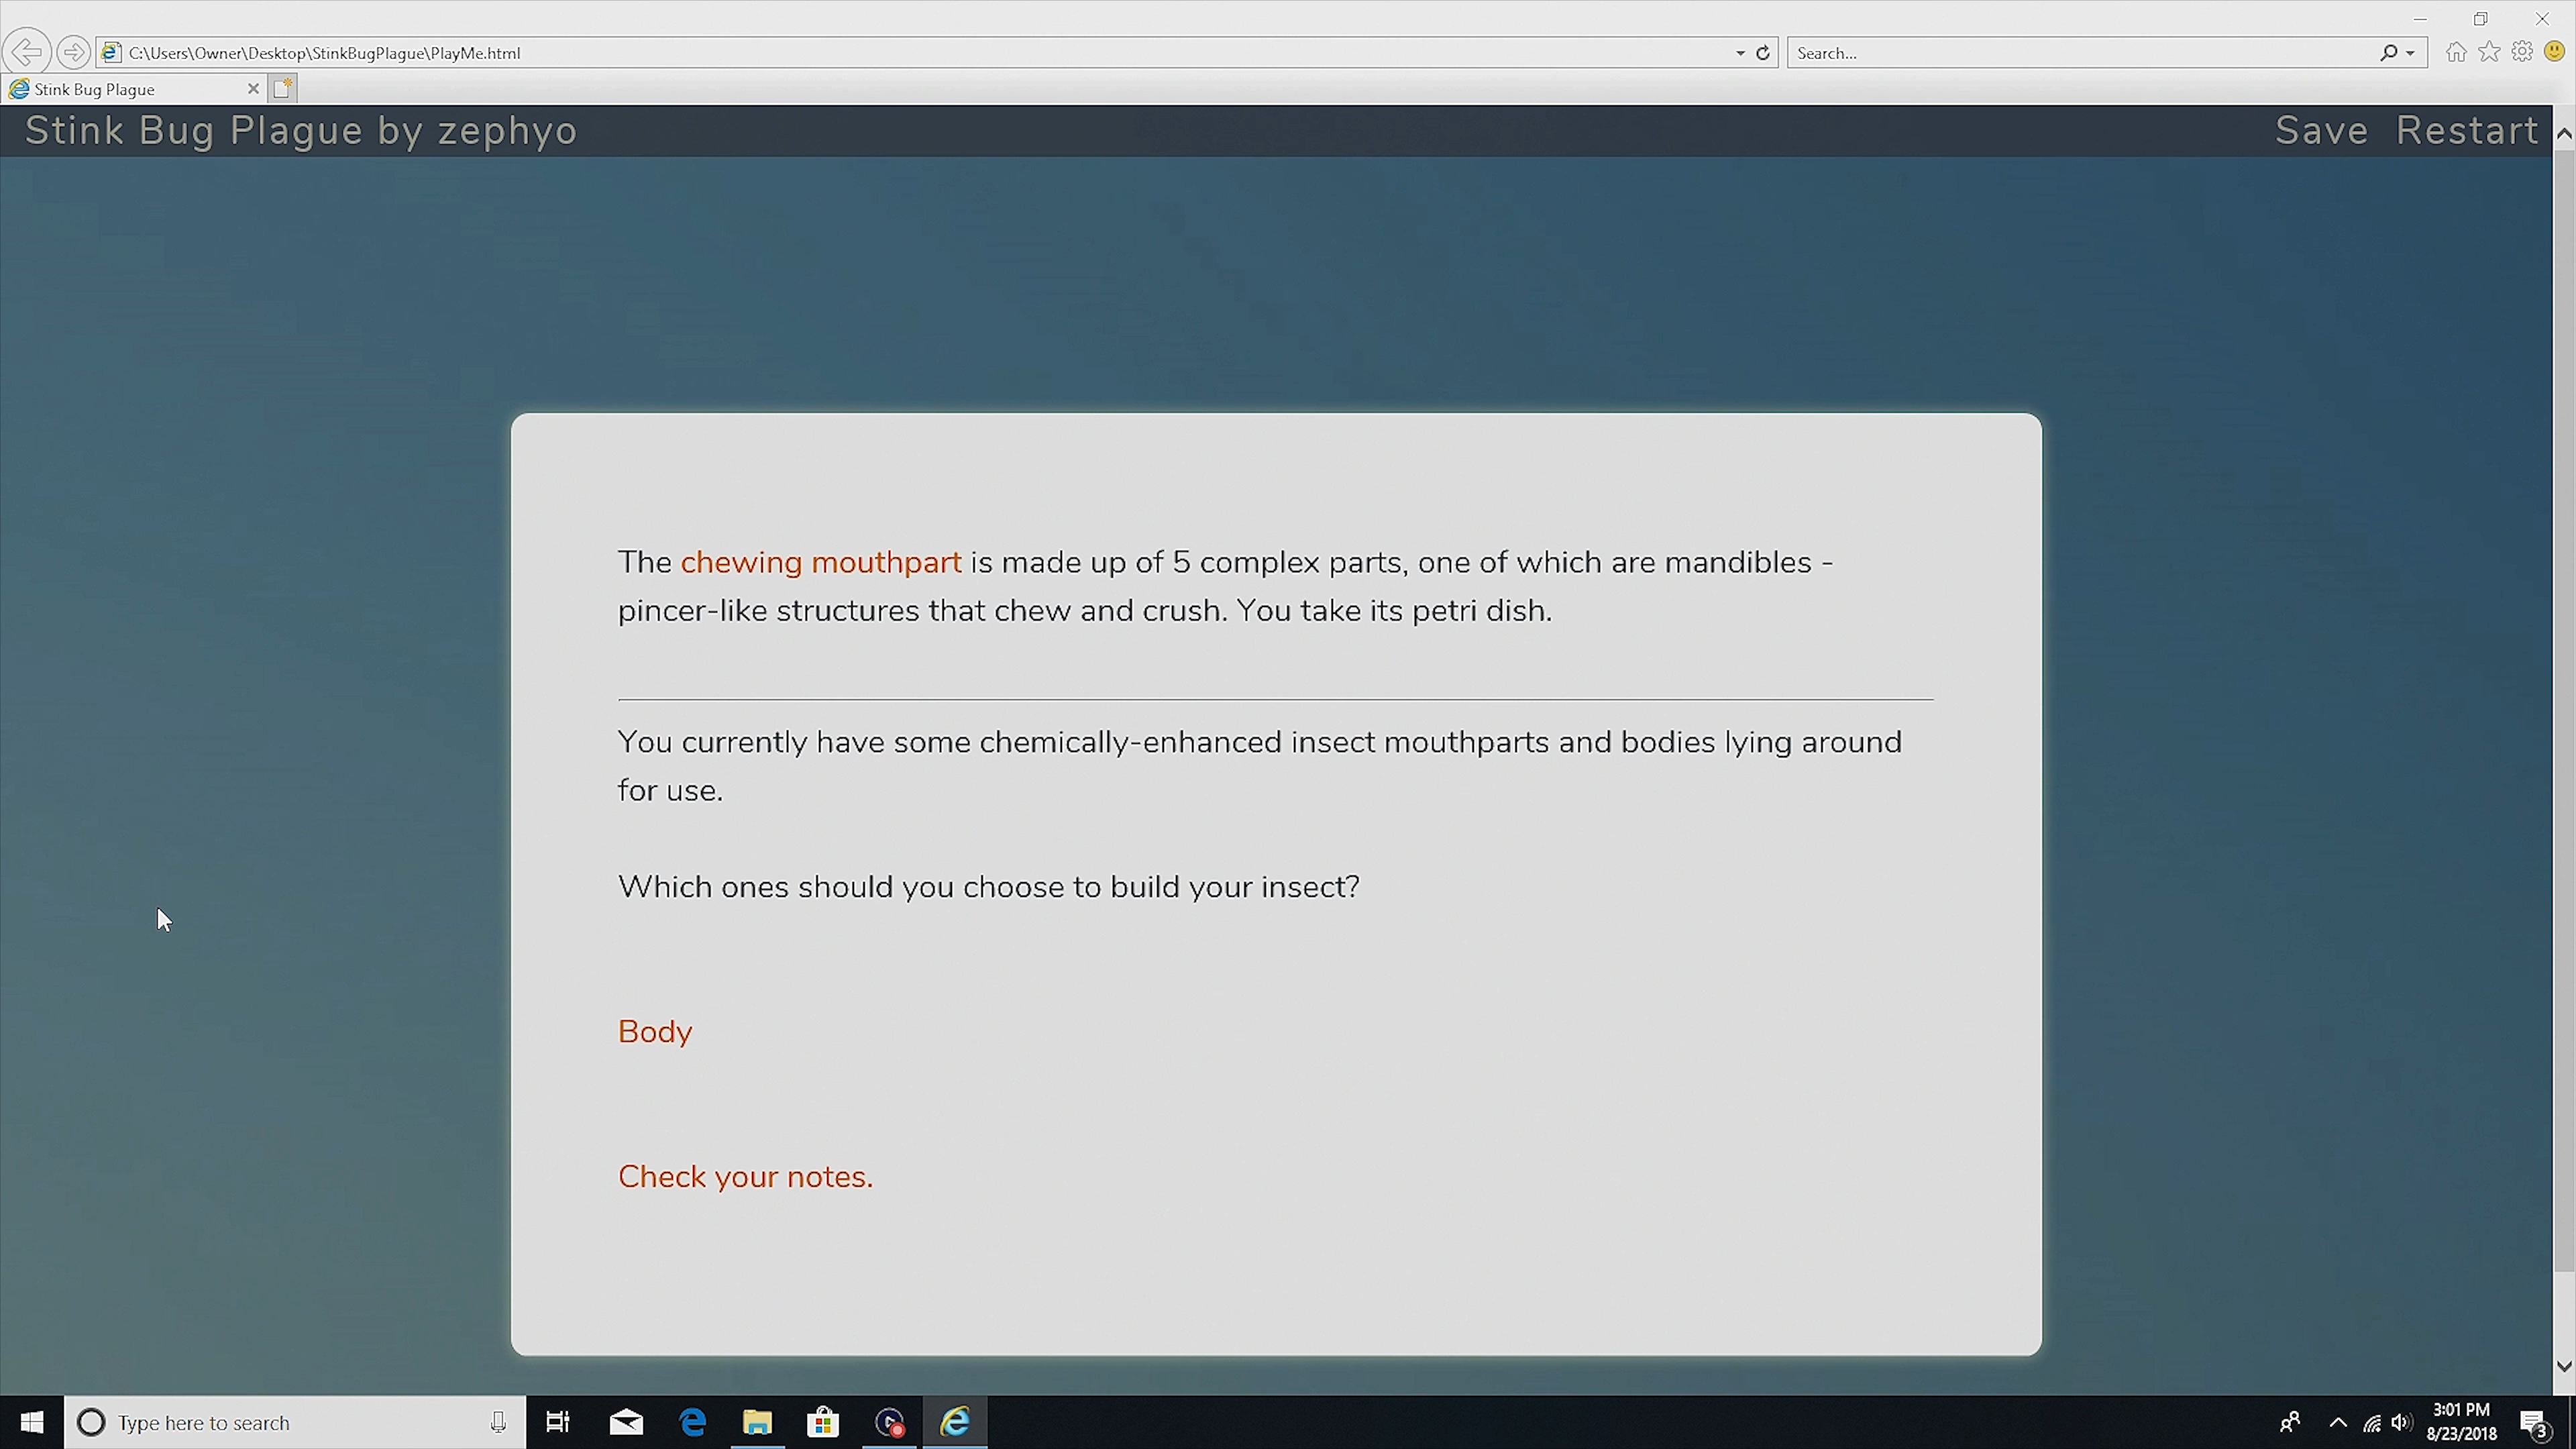 C:\Users\Owner\Desktop\StinkBugPlague\PlayMe.html
Search...
Stink Bug Plague
Stink Bug Plague by zephyo
Save Restart
The chewing mouthpart is made up of 5 complex parts, one of which are mandibles -
pincer-like structures that chew and crush. You take its petri dish.
You currently have some chemically-enhanced insect mouthparts and bodies lying around
for use.
Which ones should you choose to build your insect?
Body
Check your notes.
Type here to search
3:01 PM
8/23/2018
3